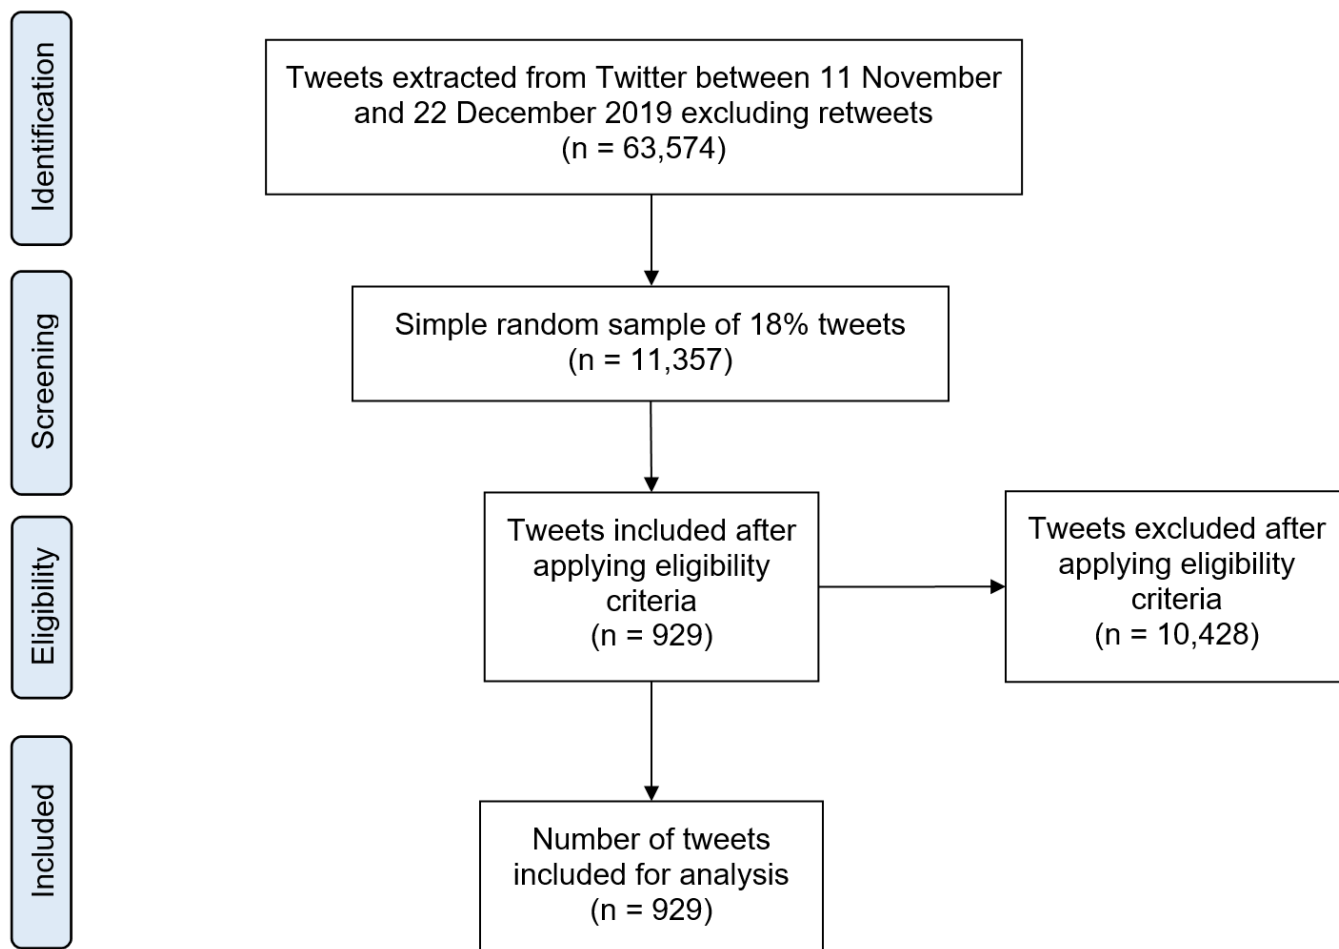 Identification
Tweets extracted from Twitter between 11 November
and 22 December 2019 excluding retweets
(n = 63,574)
Screening
Simple random sample of 18% tweets
(n = 11,357)
Eligibility
Tweets included after
applying eligibility
criteria
(n = 929)
Tweets excluded after
applying eligibility
criteria
(n = 10,428)
Included
Number of tweets
included for analysis
(n = 929)